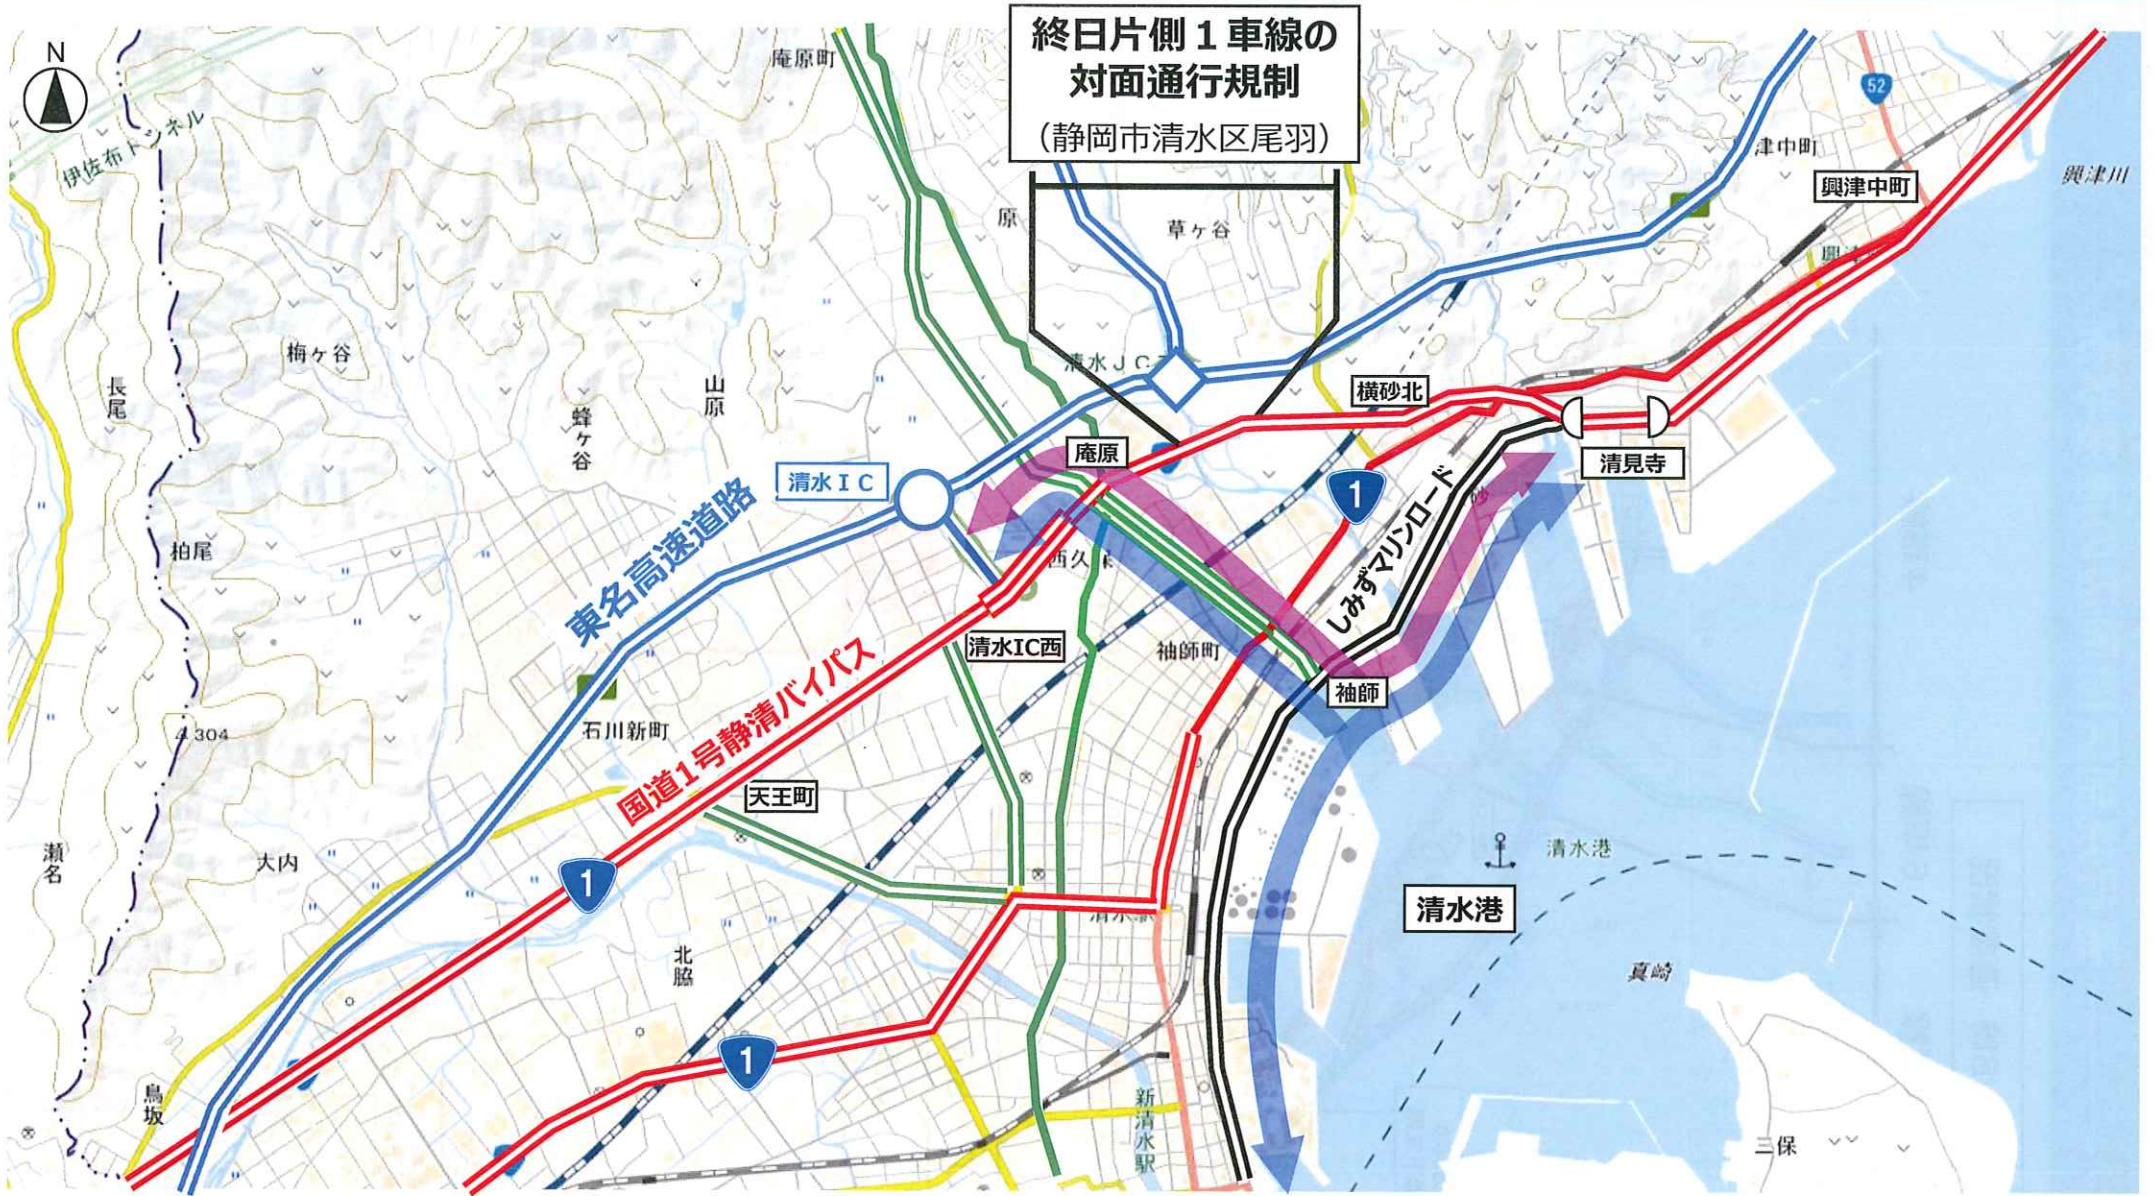 終日片側１車線の
対面通行規制
（静岡市清水区尾羽）
N
庵原町
52
伊佐布トンネル
津中町
興津川
興津中町
原
草ヶ谷
清水ＪＣＴ
梅ヶ谷
長尾
山原
蜂ヶ谷
横砂北
庵原
清水ＩＣ
清見寺
1
しみずマリンロード
東名高速道路
柏尾
清水IC西
袖師町
袖師
304
石川新町
国道1号静清バイパス
天王町
瀬名
大内
1
清水港
清水港
北脇
真崎
1
鳥坂
新清水駅
三保